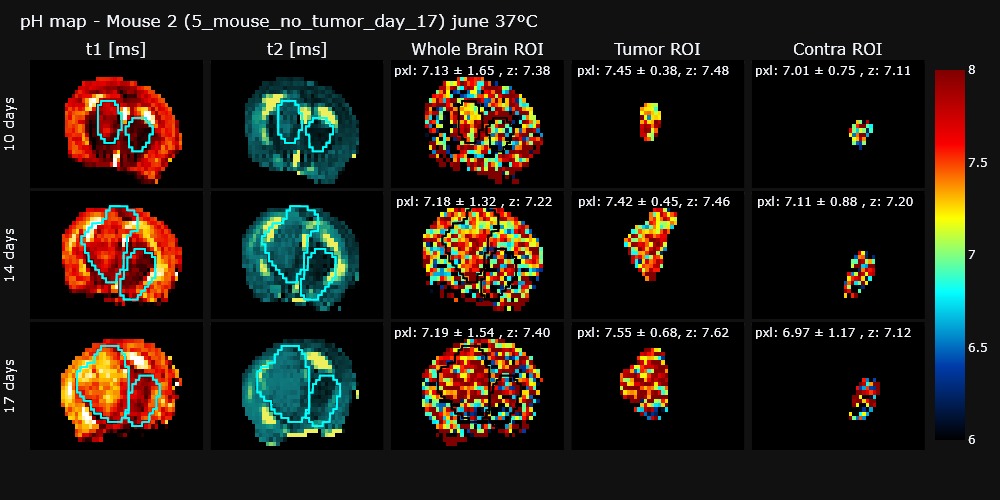 pH map - Mouse 2 (5_mouse_no_tumor_day_17) june 37ºC
t1 [ms] t2 [ms] Whole Brain ROI Tumor ROI Contra ROI
10 days
pxl: 7.13 ± 1.65 , z: 7.38 pxl: 7.45 ± 0.38, z: 7.48 pxl: 7.01 ± 0.75 , z: 7.11
14 days
pxl: 7.18 ± 1.32 , z: 7.22 pxl: 7.42 ± 0.45, z: 7.46 pxl: 7.11 ± 0.88 , z: 7.20
17 days
pxl: 7.19 ± 1.54 , z: 7.40 pxl: 7.55 ± 0.68, z: 7.62 pxl: 6.97 ± 1.17 , z: 7.12
8
7.5
7
6.5
6